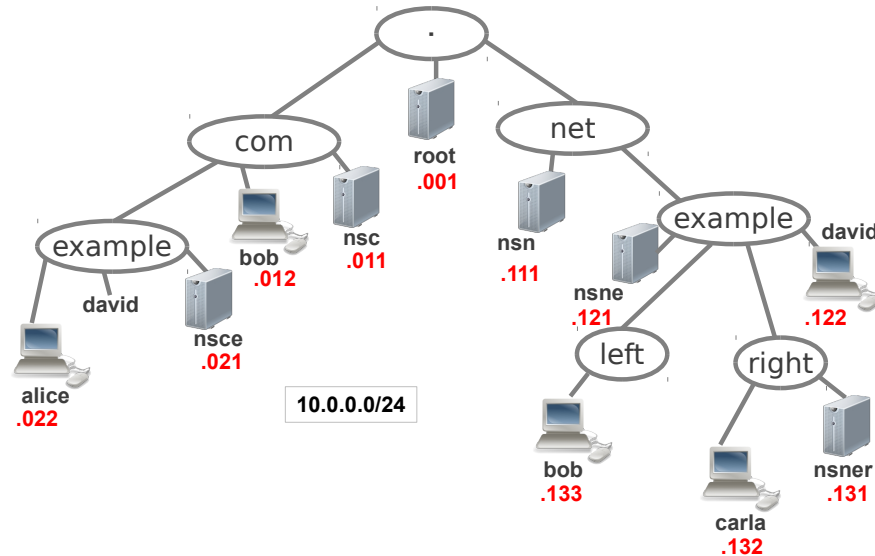 .
com
root
.001
net
example
bob
.012
nsc
.011
nsn
.111
example
david
.122
david
nsce
.021
nsne
.121
left
right
alice
.022
10.0.0.0/24
bob
.133
carla
.132
nsner
.131